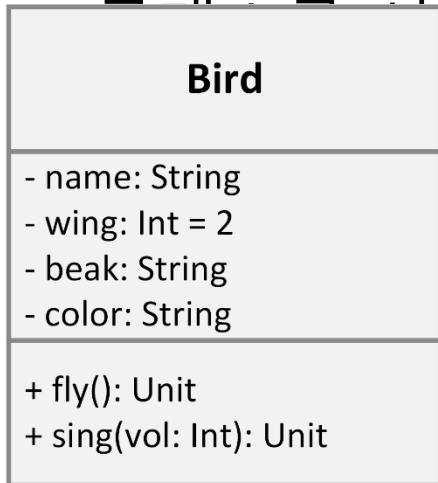 Bird
- name: String
- wing: Int = 2
- beak: String
- color: String
+ fly(): Unit
+ sing(vol: Int): Unit